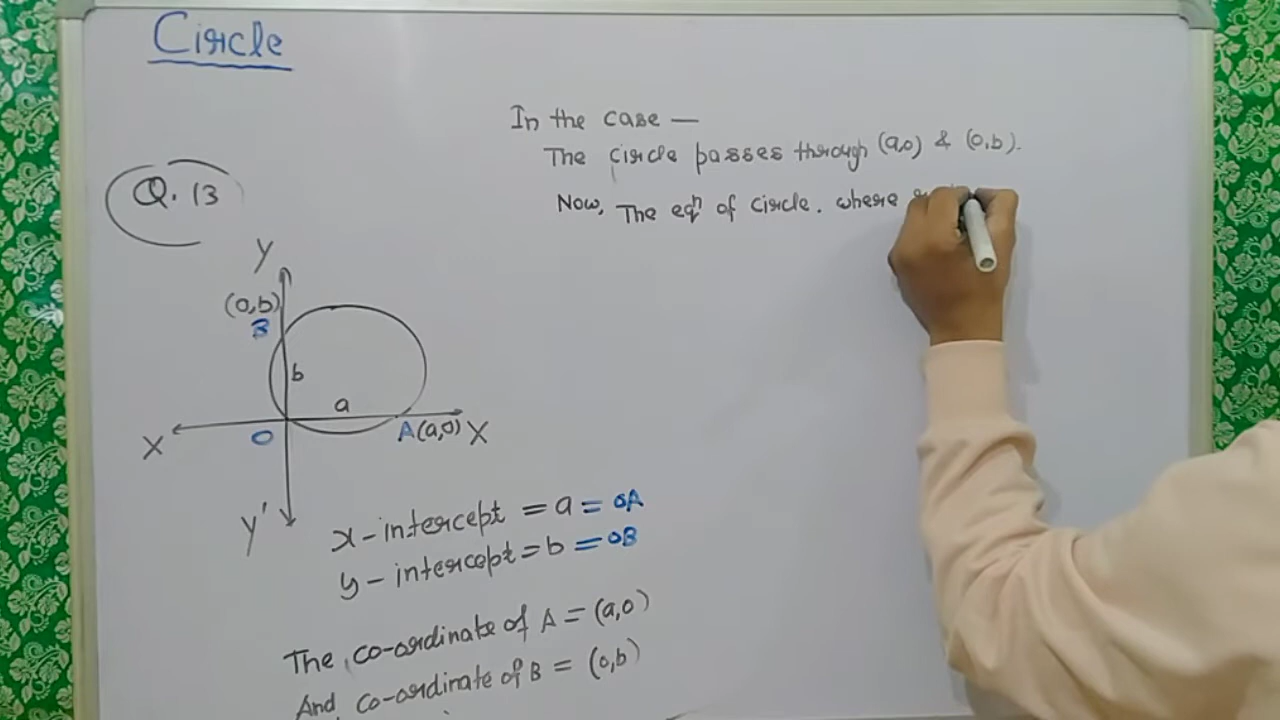 Circle
Q. 13
In the case —
The circle passes through (a,0) & (0,b).
Now, The eqn of circle. where
Y
(0,b)
B
b
a
X
O
A(a,0) X
Y'
x-intercept = a = OA
y-intercept = b = OB
The co-ordinate of A = (a,0)
And co-ordinate of B = (0,b)